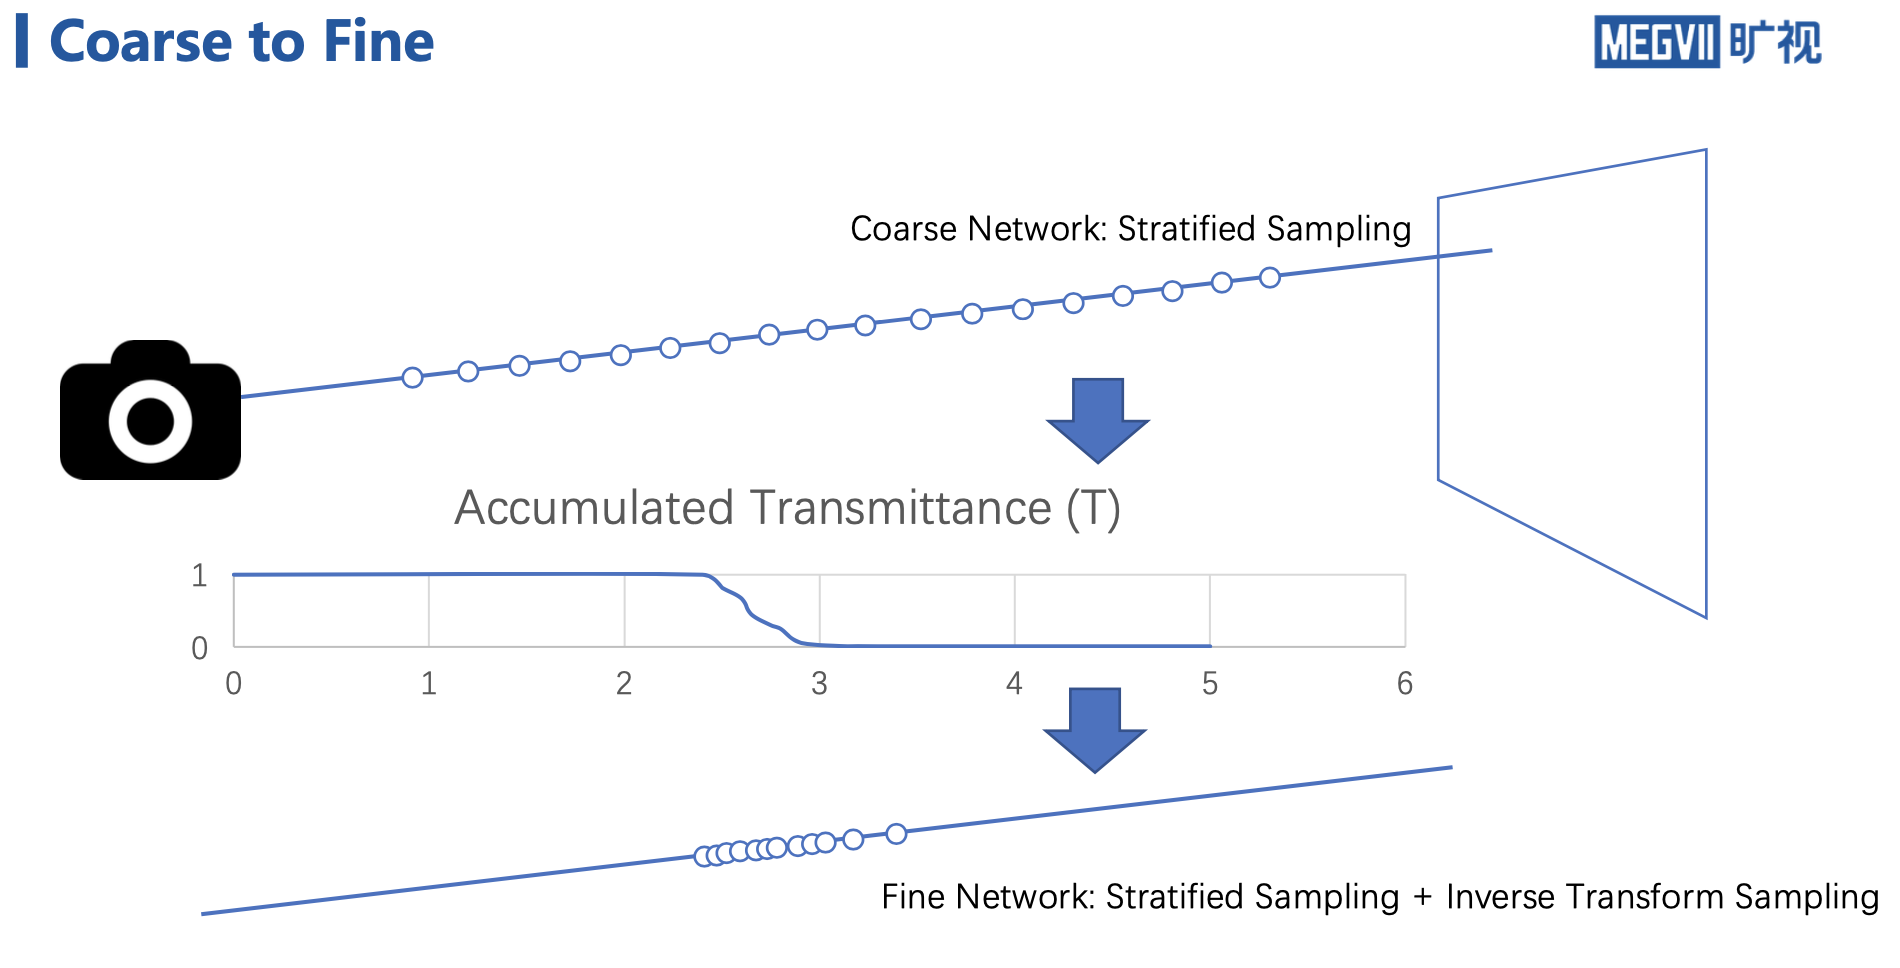 Coarse to Fine
MEGVII 旷视
Coarse Network: Stratified Sampling
Accumulated Transmittance (T)
1
0
0 1 2 3 4 5 6
Fine Network: Stratified Sampling + Inverse Transform Sampling